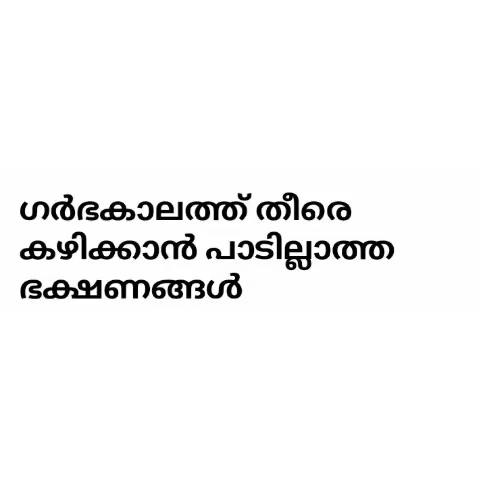 ഗർഭകാലത്ത് തീരെ
കഴിക്കാൻ പാടില്ലാത്ത
ഭക്ഷണങ്ങൾ